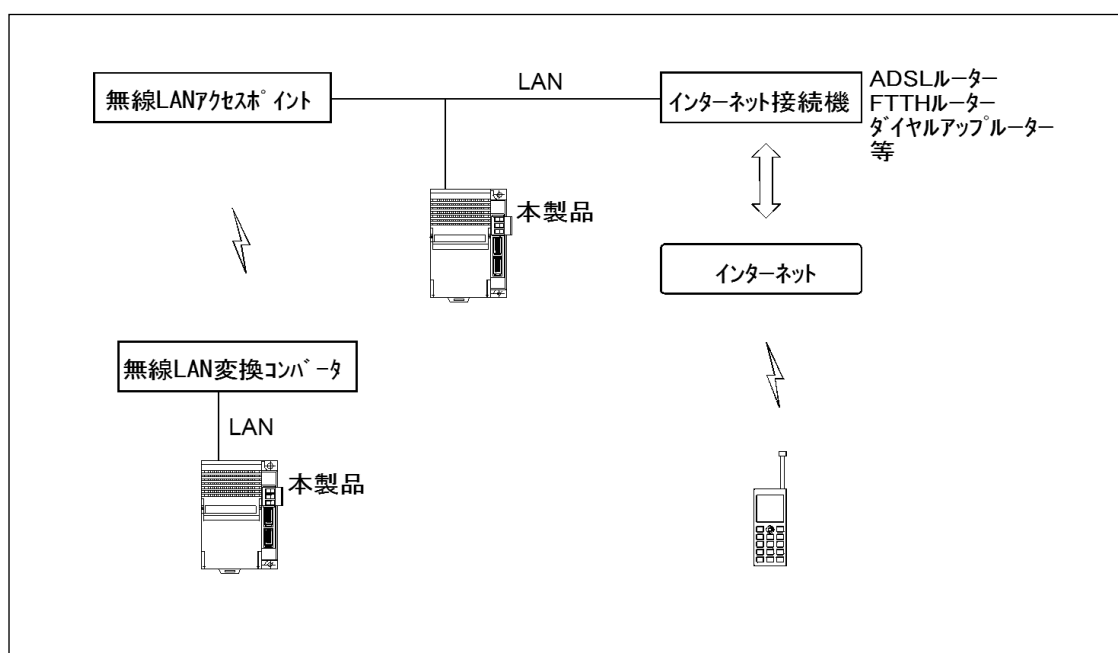 無線LANｱｸｾｽﾎﾟｲﾝﾄ
LAN
インターネット接続機
ADSLルーター
FTTHルーター
ﾀﾞｲﾔﾙｱｯﾌﾟルーター
等
本製品
インターネット
無線LAN変換ｺﾝﾊﾞｰﾀ
LAN
本製品